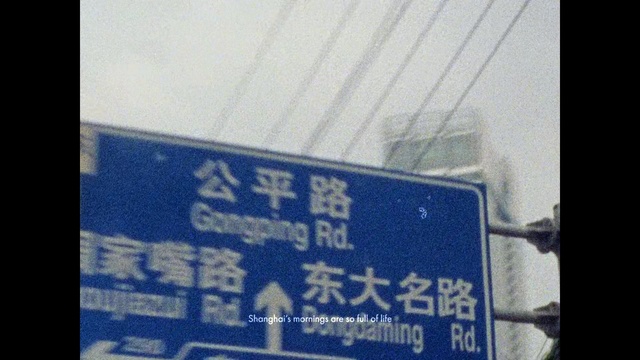 公平路
Gongping Rd.
家嘴路
东大名路
Rd.
Dongdaming Rd.
Shanghai's mornings are so full of life